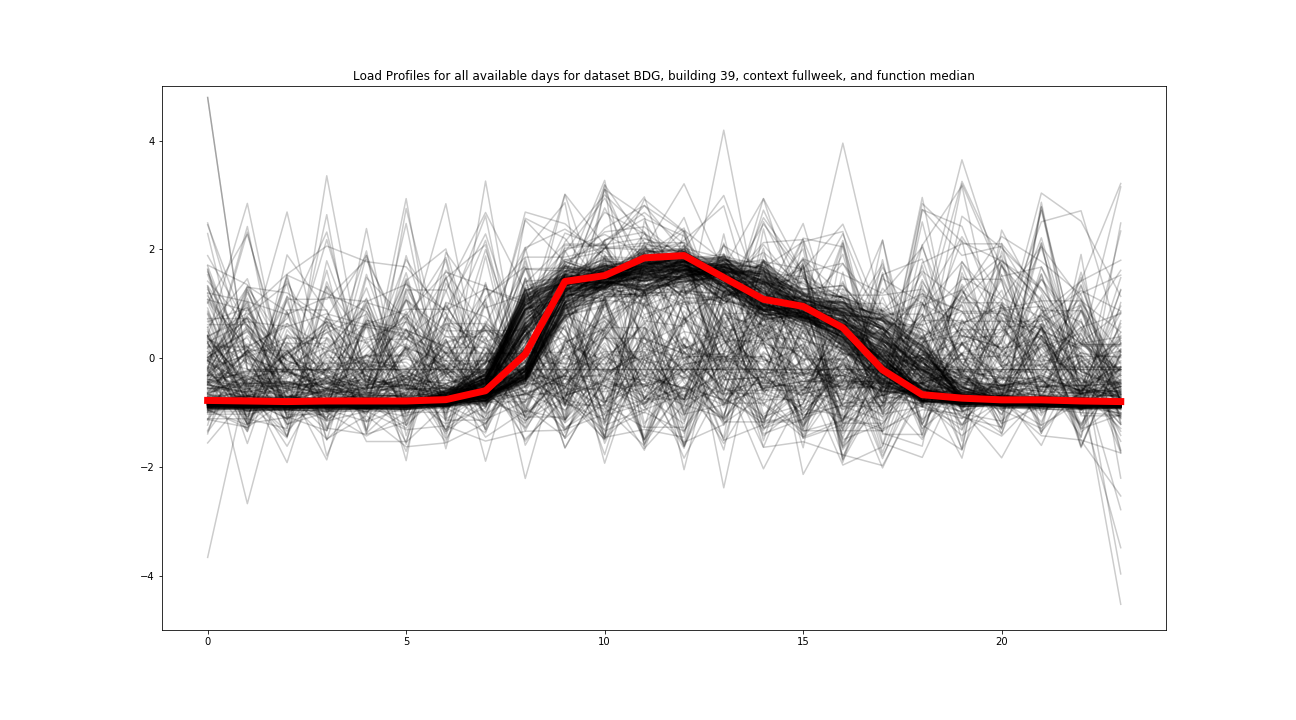 Load Profiles for all available days for dataset BDG, building 39, context fullweek, and function median
4
2
0
−2
−4
0 5 10 15 20